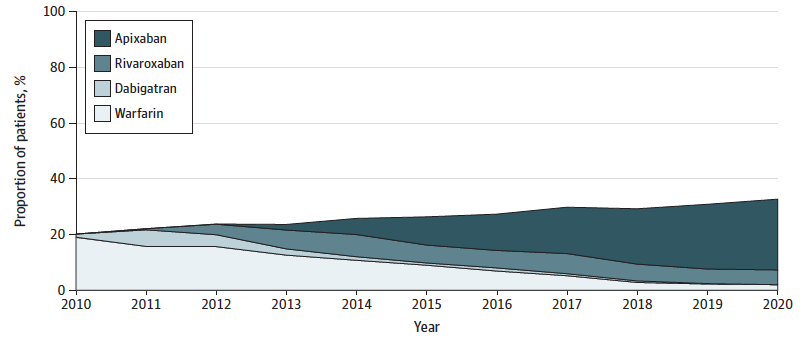 100
80
60
40
20
0
Proportion of patients, %
Apixaban
Rivaroxaban
Dabigatran
Warfarin
2010 2011 2012 2013 2014 2015 2016 2017 2018 2019 2020
Year